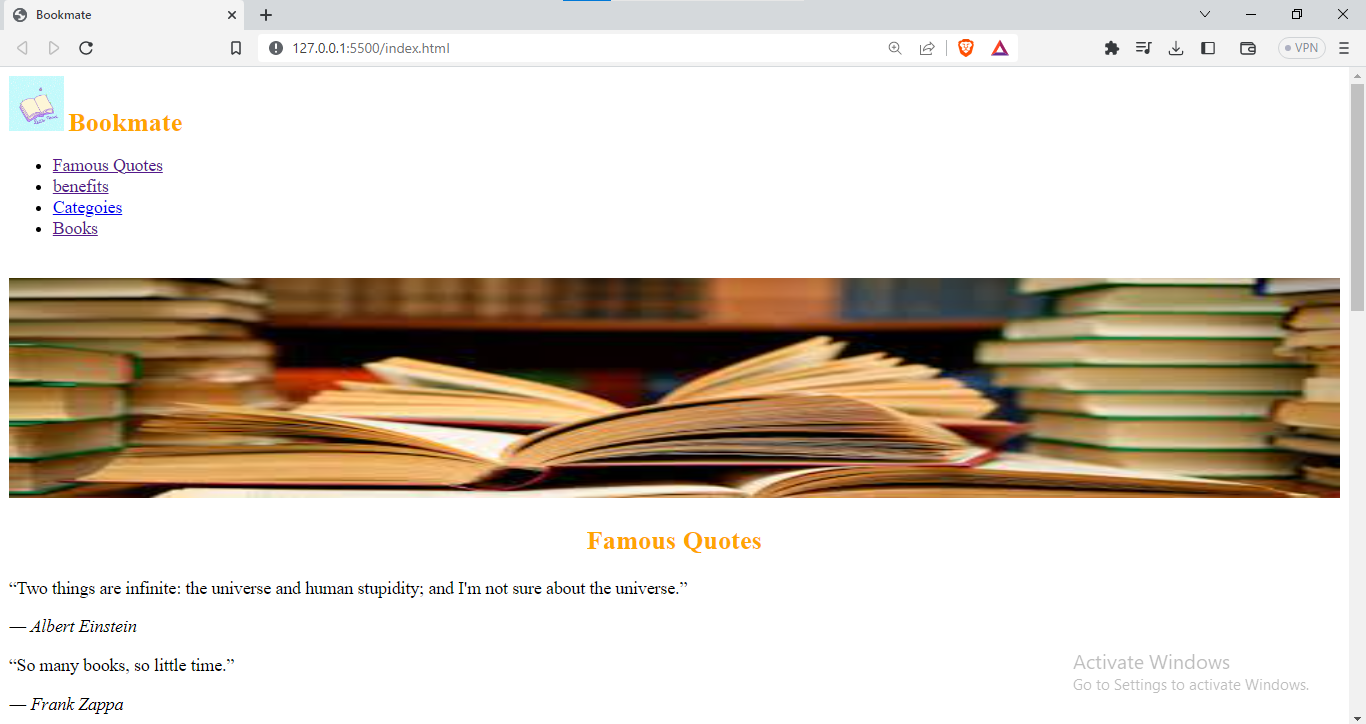 Bookmate
127.0.0.1:5500/index.html
VPN
Bookmate
Famous Quotes
benefits
Categoies
Books
Famous Quotes
“Two things are infinite: the universe and human stupidity; and I'm not sure about the universe.”
— Albert Einstein
“So many books, so little time.”
— Frank Zappa
Activate Windows
Go to Settings to activate Windows.